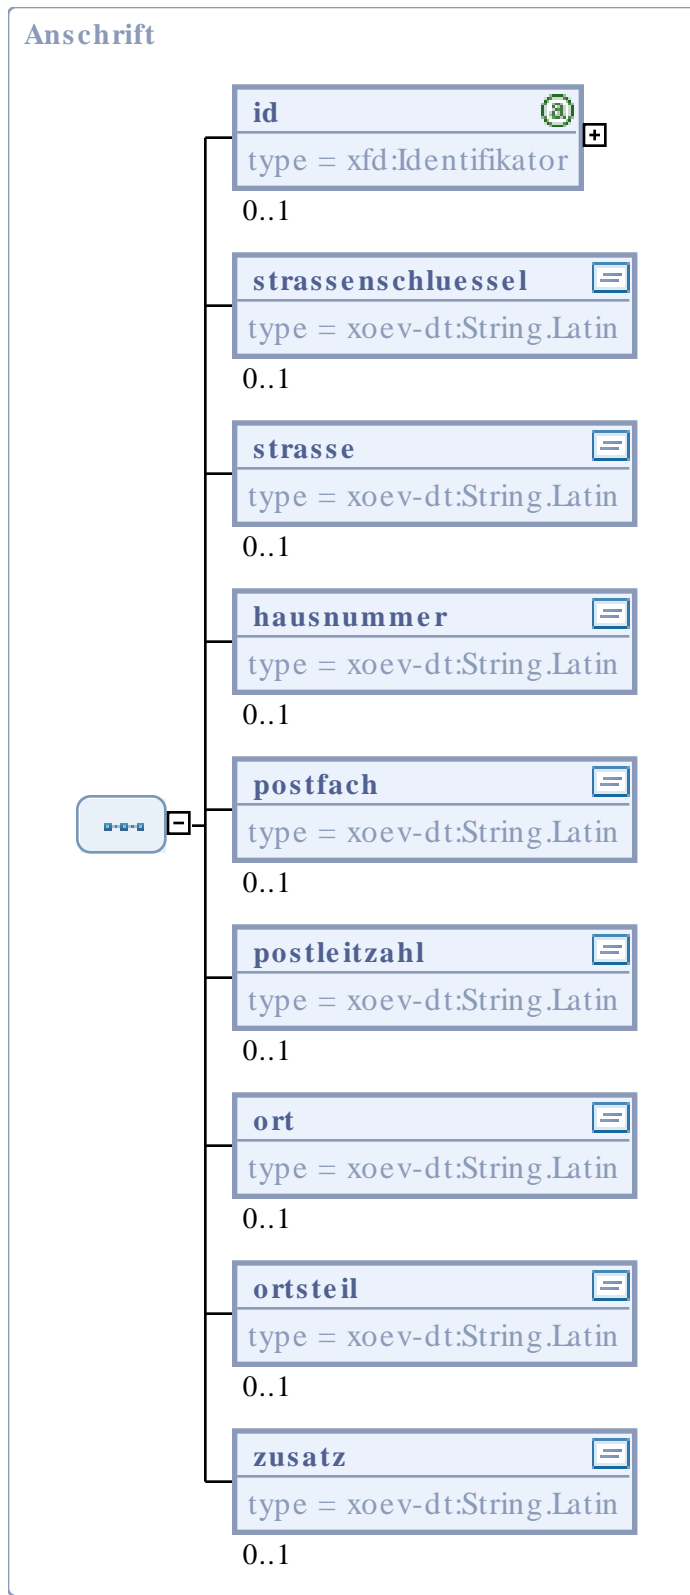 Anschrift
id
type = xfd:Identifikator
0..1
strassenschluessel
type = xoev-dt:String.Latin
0..1
strasse
type = xoev-dt:String.Latin
0..1
hausnummer
type = xoev-dt:String.Latin
0..1
postfach
type = xoev-dt:String.Latin
0..1
postleitzahl
type = xoev-dt:String.Latin
0..1
ort
type = xoev-dt:String.Latin
0..1
ortsteil
type = xoev-dt:String.Latin
0..1
zusatz
type = xoev-dt:String.Latin
0..1